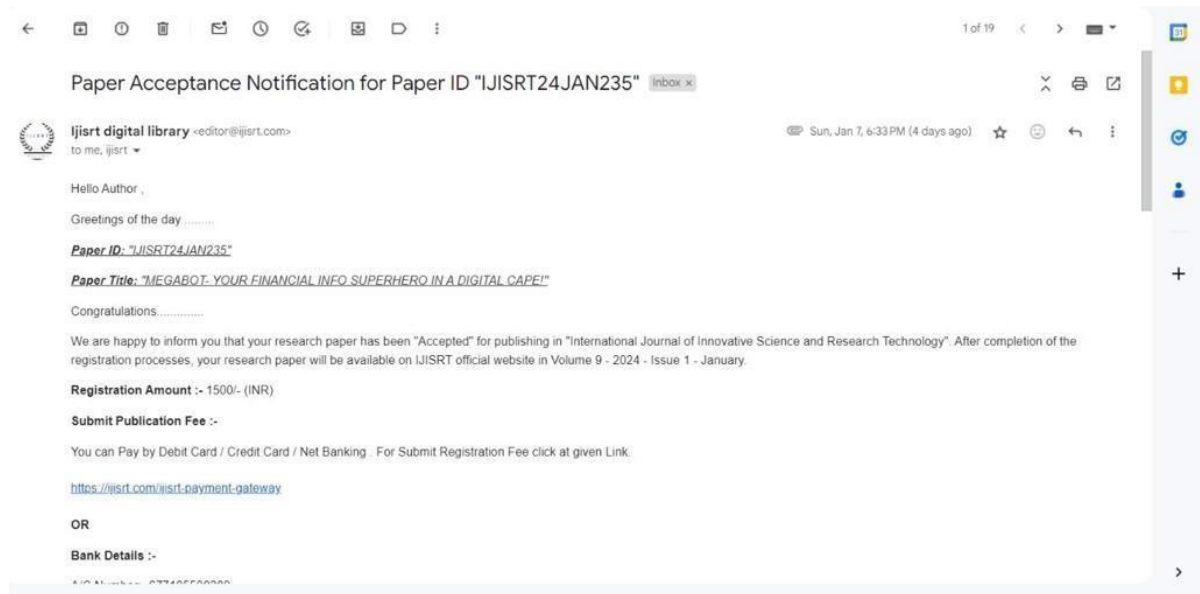 1 of 19
Paper Acceptance Notification for Paper ID "IJISRT24JAN235" Inbox ×
Ijisrt digital library <editor@ijisrt.com>
Sun, Jan 7, 6:33 PM (4 days ago)
to me, ijisrt
Hello Author ,
Greetings of the day .........
Paper ID: "IJISRT24JAN235"
Paper Title: "MEGABOT- YOUR FINANCIAL INFO SUPERHERO IN A DIGITAL CAPE!"
Congratulations..............
We are happy to inform you that your research paper has been "Accepted" for publishing in "International Journal of Innovative Science and Research Technology". After completion of the
registration processes, your research paper will be available on IJISRT official website in Volume 9 - 2024 - Issue 1 - January.
Registration Amount :- 1500/- (INR)
Submit Publication Fee :-
You can Pay by Debit Card / Credit Card / Net Banking . For Submit Registration Fee click at given Link.
https://ijisrt.com/ijisrt-payment-gateway
OR
Bank Details :-